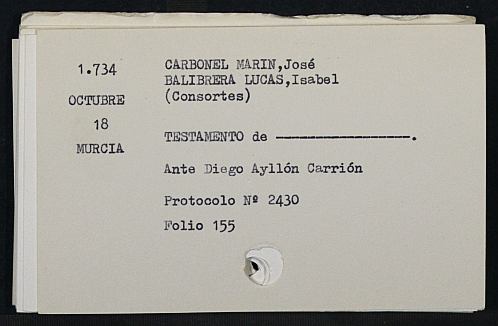 1.734
OCTUBRE
18
MURCIA
CARBONEL MARIN,José
BALIBRERA LUCAS,Isabel
(Consortes)
TESTAMENTO de ------------------.
Ante Diego Ayllón Carrión
Protocolo Nº 2430
Folio 155